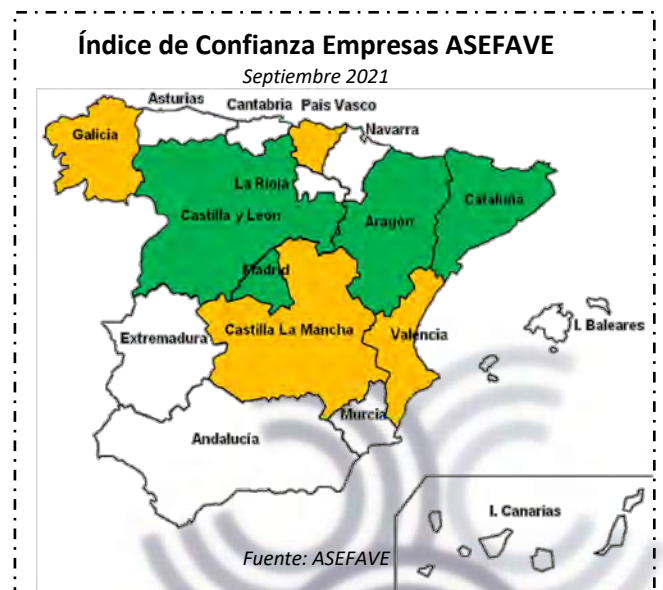 Índice de Confianza Empresas ASEFAVE
Septiembre 2021
Asturias
Cantabria
País Vasco
Galicia
Navarra
La Rioja
Castilla y León
Aragón
Cataluña
Madrid
Extremadura
Castilla La Mancha
Valencia
I. Baleares
Murcia
Andalucía
I. Canarias
Fuente: ASEFAVE